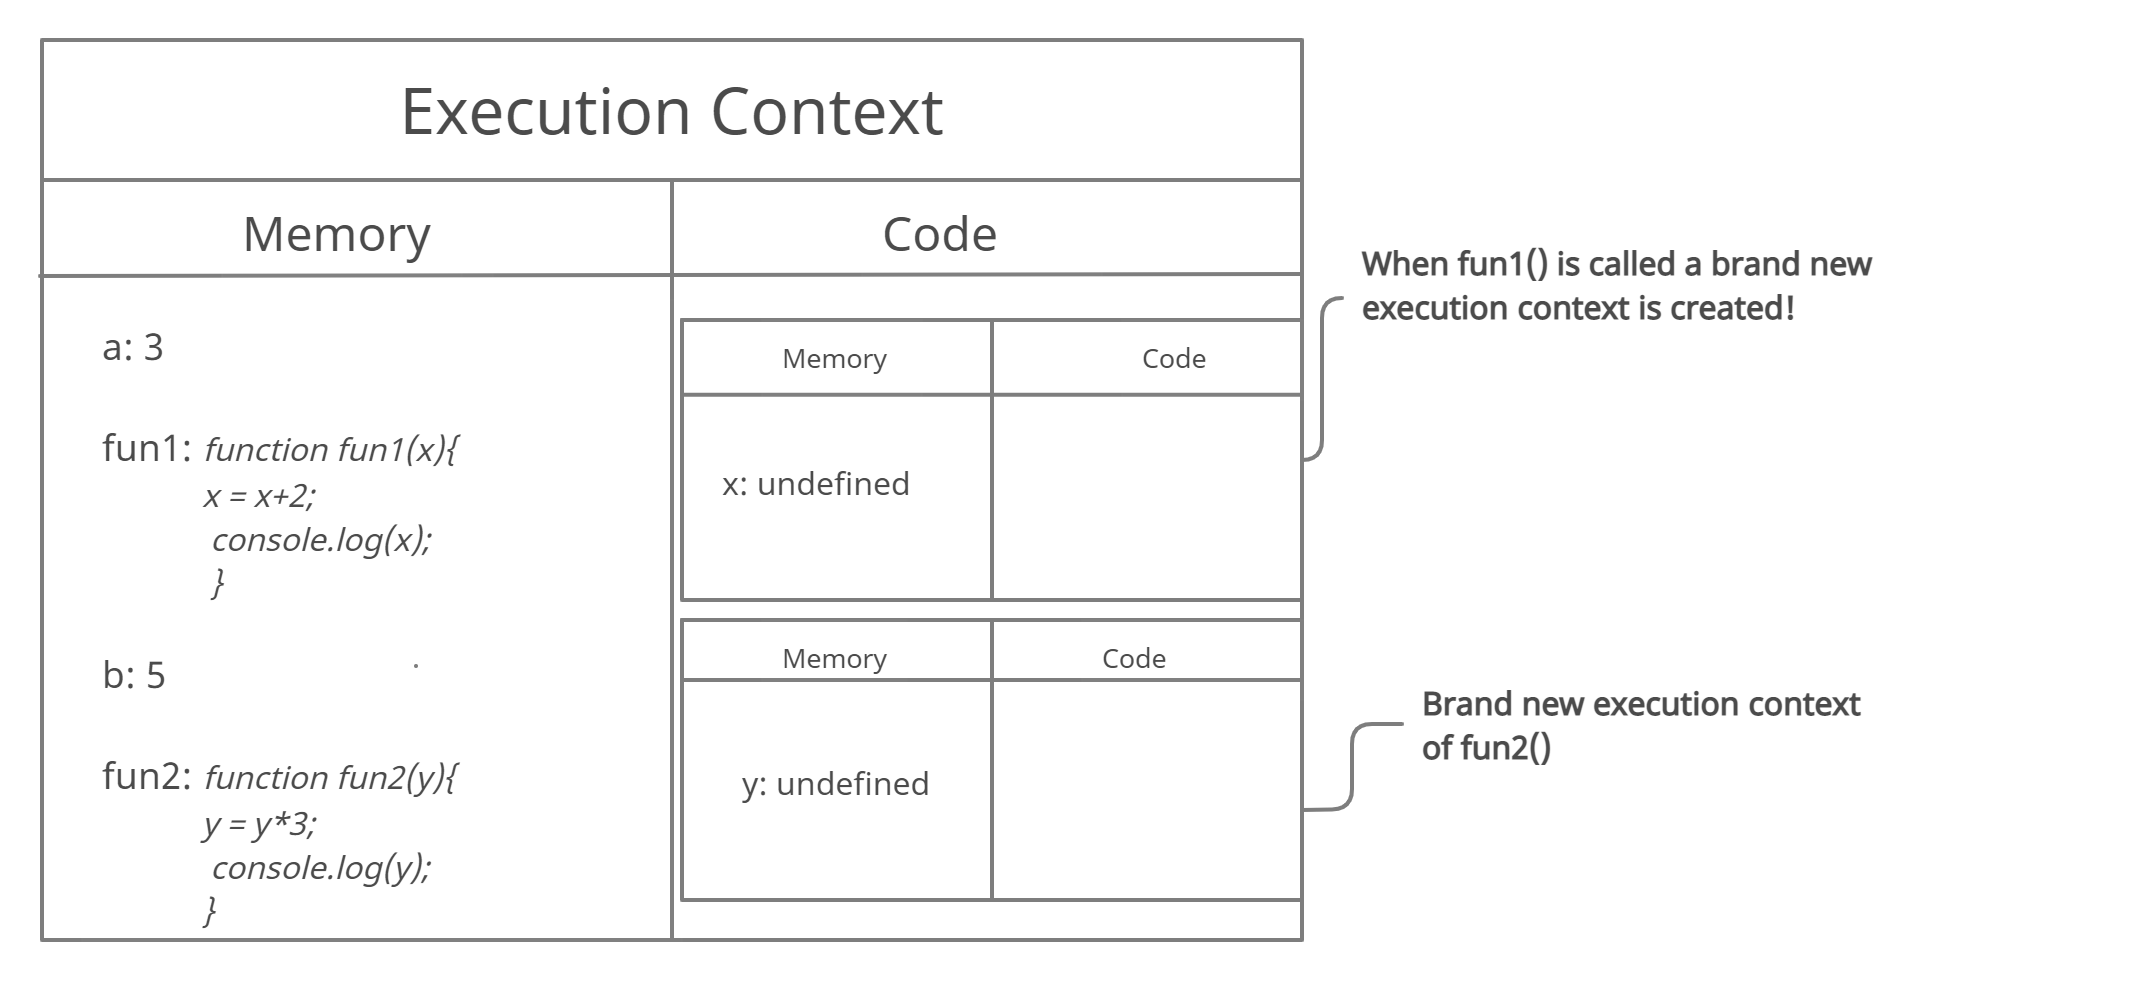 Execution Context
Memory
Code
a: 3
fun1: function fun1(x){
x = x+2;
console.log(x);
}
b: 5
fun2: function fun2(y){
y = y*3;
console.log(y);
}
Memory
Code
x: undefined
Memory
Code
y: undefined
When fun1() is called a brand new
execution context is created!
Brand new execution context
of fun2()